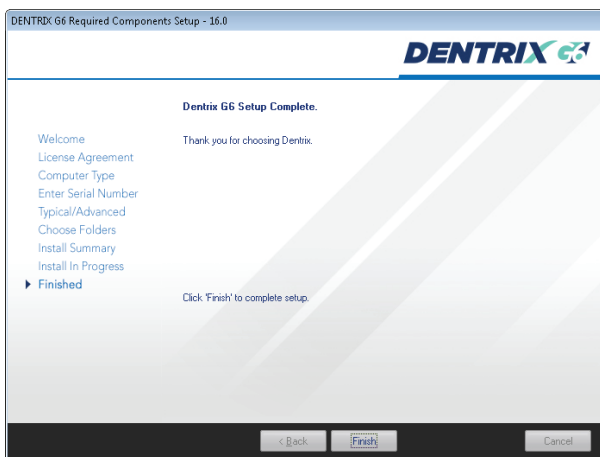 DENTRIX G6 Required Components Setup - 16.0
DENTRIX G6
Dentrix G6 Setup Complete.
Thank you for choosing Dentrix.
Welcome
License Agreement
Computer Type
Enter Serial Number
Typical/Advanced
Choose Folders
Install Summary
Install In Progress
Finished
Click 'Finish' to complete setup.
< Back Finish Cancel